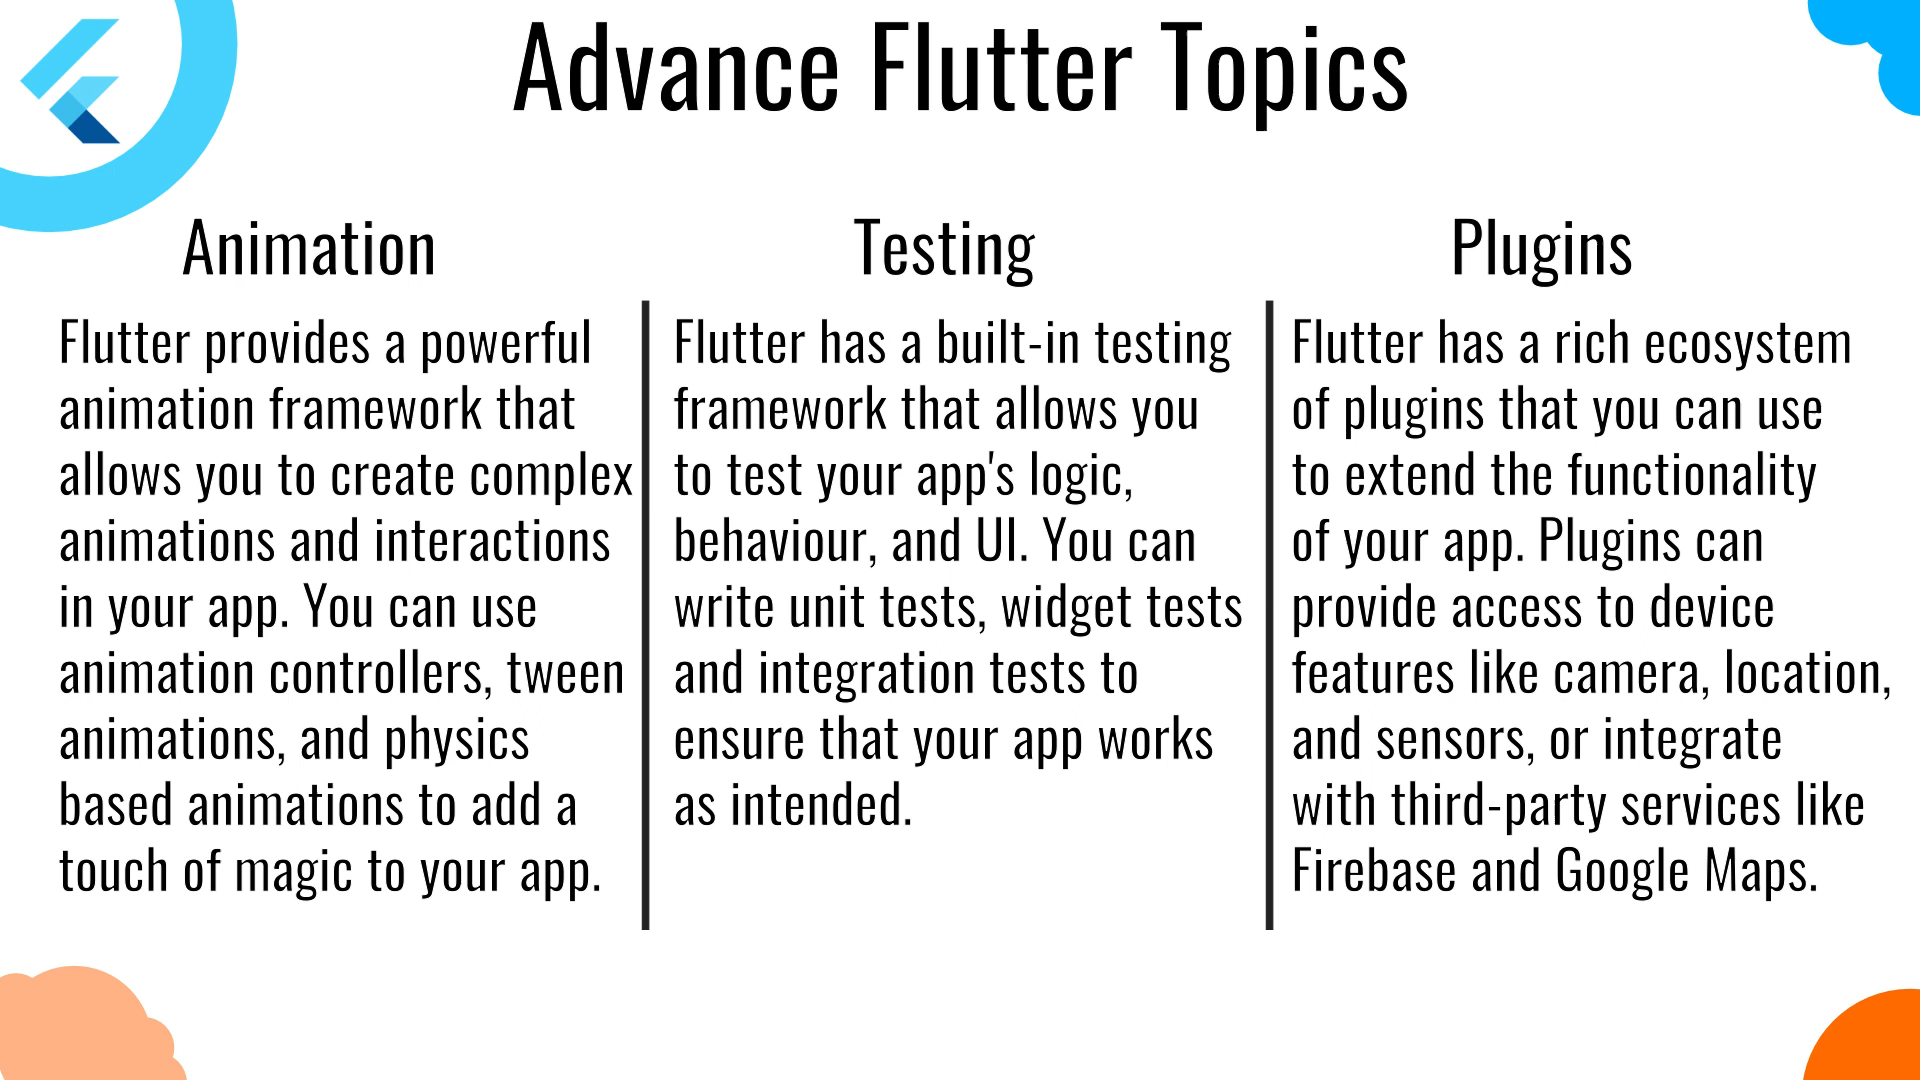 Advance Flutter Topics
Animation
Flutter provides a powerful
animation framework that
allows you to create complex
animations and interactions
in your app. You can use
animation controllers, tween
animations, and physics
based animations to add a
touch of magic to your app.
Testing
Flutter has a built-in testing
framework that allows you
to test your app's logic,
behaviour, and UI. You can
write unit tests, widget tests
and integration tests to
ensure that your app works
as intended.
Plugins
Flutter has a rich ecosystem
of plugins that you can use
to extend the functionality
of your app. Plugins can
provide access to device
features like camera, location,
and sensors, or integrate
with third-party services like
Firebase and Google Maps.